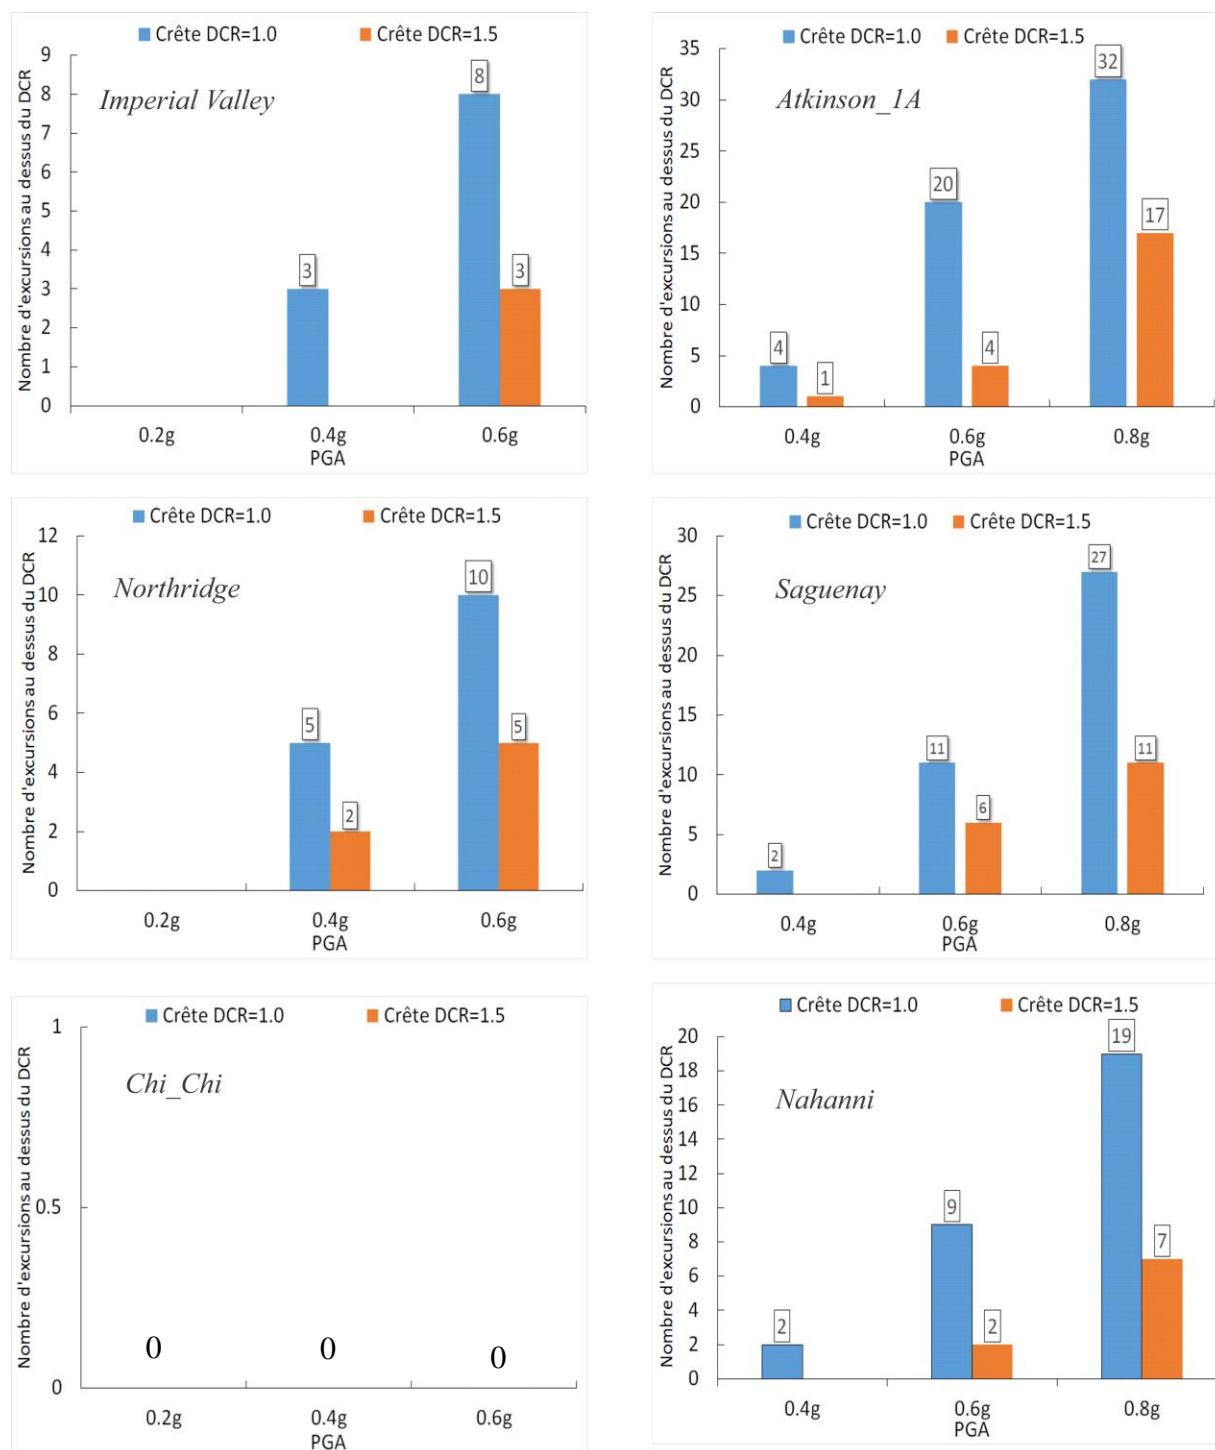 Crête DCR=1.0 Crête DCR=1.5
Imperial Valley
Nombre d'excursions au dessus du DCR
9
8
7
6
5
4
3
2
1
0
3
8
3
0.2g 0.4g 0.6g
PGA
Crête DCR=1.0 Crête DCR=1.5
Atkinson_1A
Nombre d'excursions au dessus du DCR
35
30
25
20
15
10
5
0
4
1
20
4
32
17
0.4g 0.6g 0.8g
PGA
Crête DCR=1.0 Crête DCR=1.5
Northridge
Nombre d'excursions au dessus du DCR
12
10
8
6
4
2
0
5
2
10
5
0.2g 0.4g 0.6g
PGA
Crête DCR=1.0 Crête DCR=1.5
Saguenay
Nombre d'excursions au dessus du DCR
30
25
20
15
10
5
0
2
11
6
27
11
0.4g 0.6g 0.8g
PGA
Crête DCR=1.0 Crête DCR=1.5
Chi_Chi
Nombre d'excursions au dessus du DCR
1
0.5
0
0 0 0
0.2g 0.4g 0.6g
PGA
Crête DCR=1.0 Crête DCR=1.5
Nahanni
Nombre d'excursions au dessus du DCR
20
18
16
14
12
10
8
6
4
2
0
2
9
2
19
7
0.4g 0.6g 0.8g
PGA